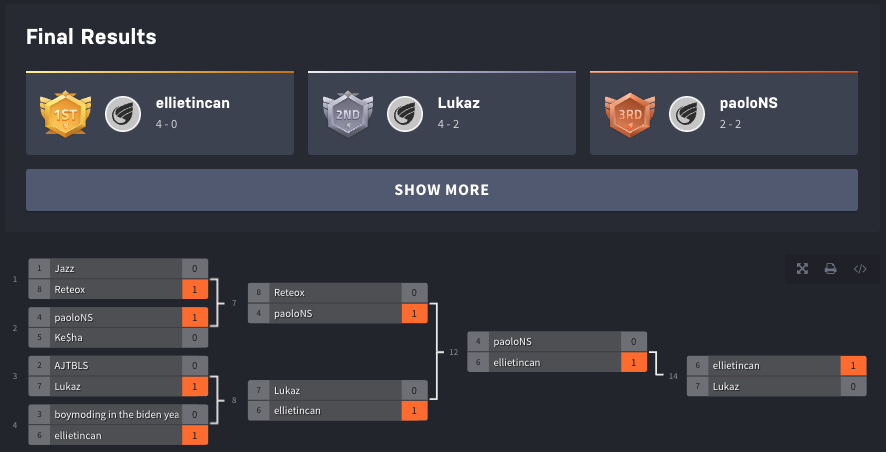 Final Results
1ST
ellietincan
4 - 0
2ND
Lukaz
4 - 2
3RD
paoloNS
2 - 2
SHOW MORE
1
1 Jazz 0
8 Reteox 1
2
4 paoloNS 1
5 Ke$ha 0
3
2 AJTBLS 0
7 Lukaz 1
4
3 boymoding in the biden yea 0
6 ellietincan 1
7
8 Reteox 0
4 paoloNS 1
8
7 Lukaz 0
6 ellietincan 1
12
4 paoloNS 0
6 ellietincan 1
14
6 ellietincan 1
7 Lukaz 0